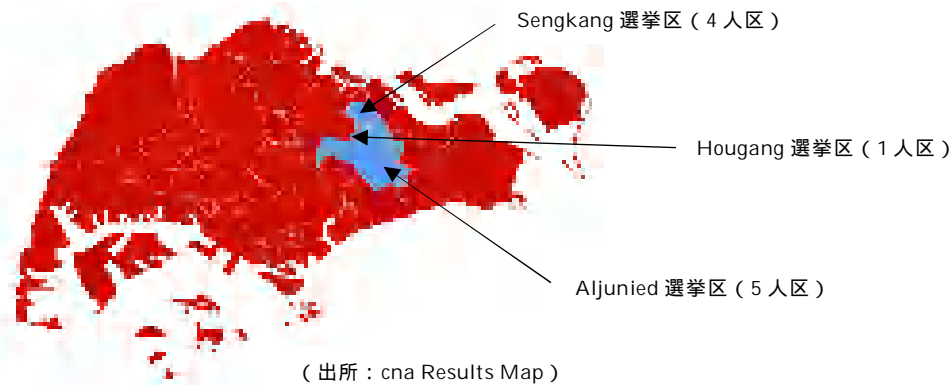 Sengkang 選挙区（4人区）
Hougang 選挙区（1人区）
Aljunied 選挙区（5人区）
（出所：cna Results Map）